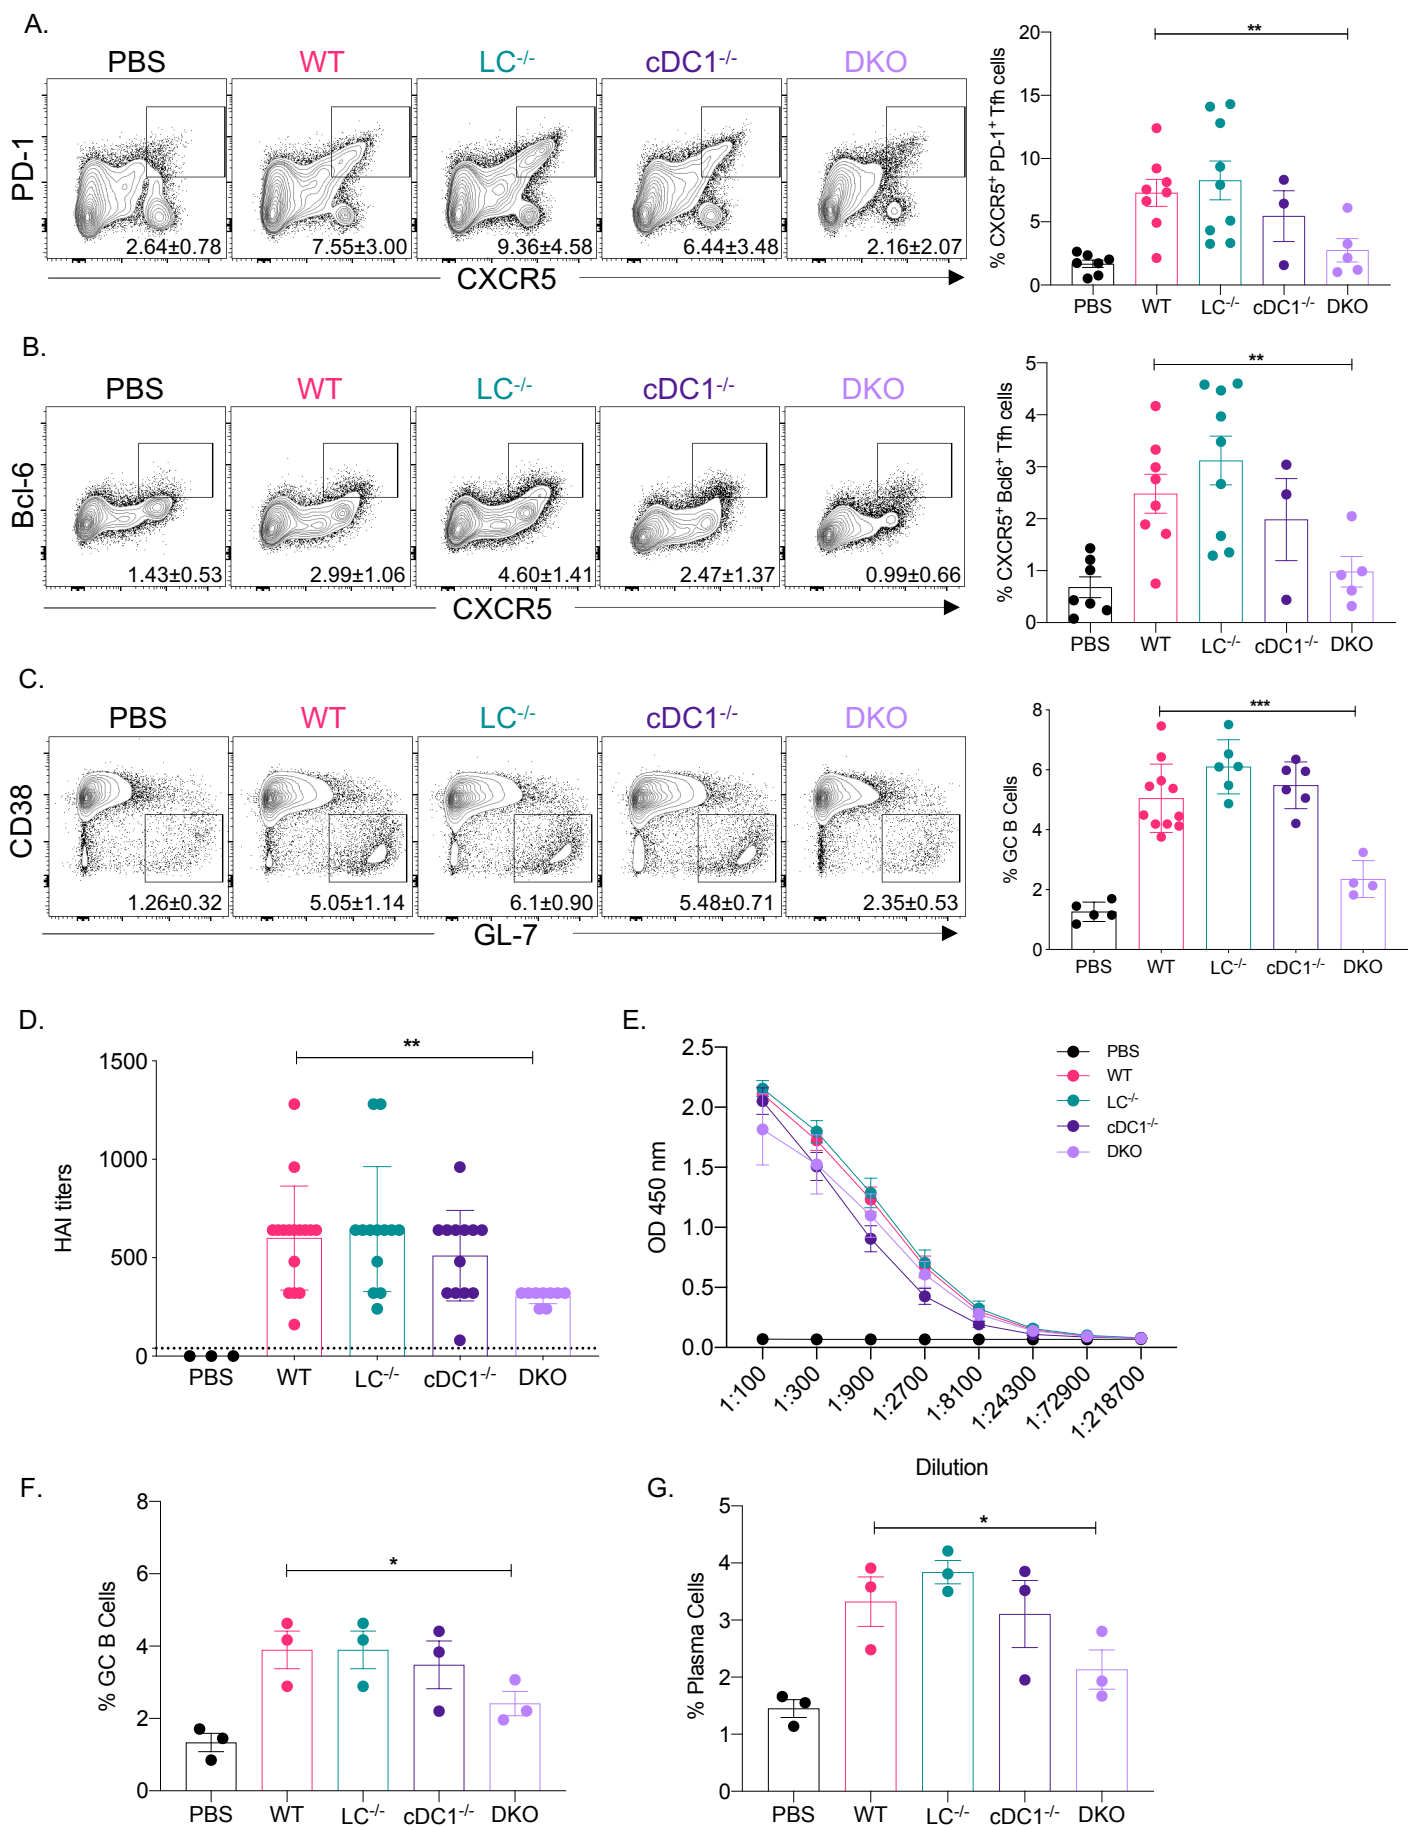 A.
PBS WT LC-/- cDC1-/- DKO
PD-1
2.64±0.78 7.55±3.00 9.36±4.58 6.44±3.48 2.16±2.07
CXCR5
% CXCR5+ PD-1+ Tfh cells
20
15
10
5
0
**
PBS WT LC-/- cDC1-/- DKO
B.
PBS WT LC-/- cDC1-/- DKO
Bcl-6
1.43±0.53 2.99±1.06 4.60±1.41 2.47±1.37 0.99±0.66
CXCR5
% CXCR5+ Bcl6+ Tfh cells
5
4
3
2
1
0
**
PBS WT LC-/- cDC1-/- DKO
C.
PBS WT LC-/- cDC1-/- DKO
CD38
1.26±0.32 5.05±1.14 6.1±0.90 5.48±0.71 2.35±0.53
GL-7
% GC B Cells
8
6
4
2
0
***
PBS WT LC-/- cDC1-/- DKO
D.
HAI titers
1500
1000
500
0
**
PBS WT LC-/- cDC1-/- DKO
E.
OD 450 nm
2.5
2.0
1.5
1.0
0.5
0.0
PBS
WT
LC-/-
cDC1-/-
DKO
1:100 1:300 1:900 1:2700 1:8100 1:24300 1:72900 1:218700
Dilution
F.
% GC B Cells
8
6
4
2
0
*
PBS WT LC-/- cDC1-/- DKO
G.
% Plasma Cells
5
4
3
2
1
0
*
PBS WT LC-/- cDC1-/- DKO